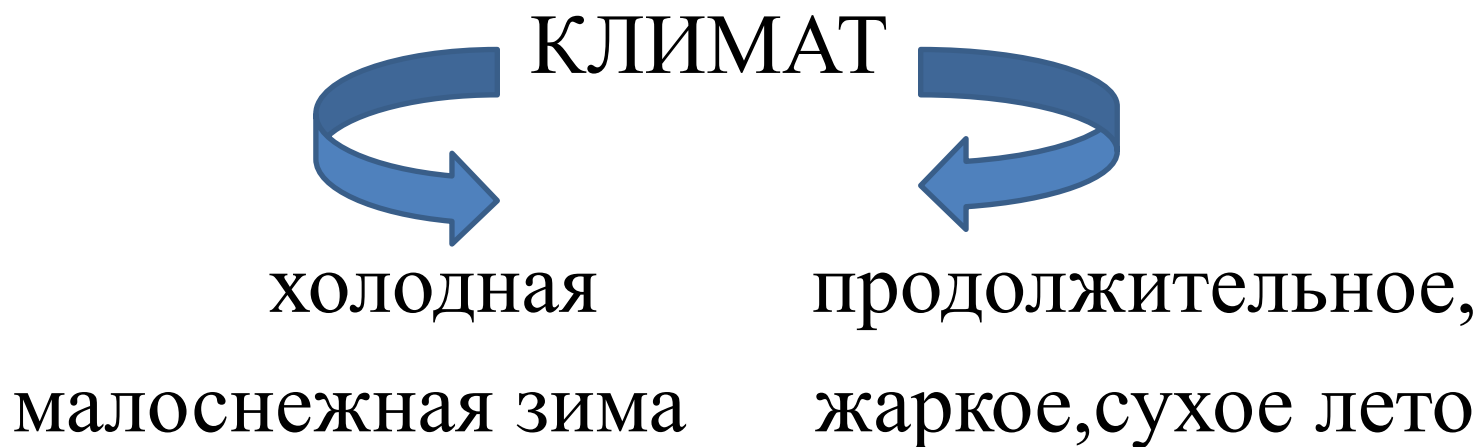 КЛИМАТ
холодная продолжительное,
малоснежная зима жаркое,сухое лето